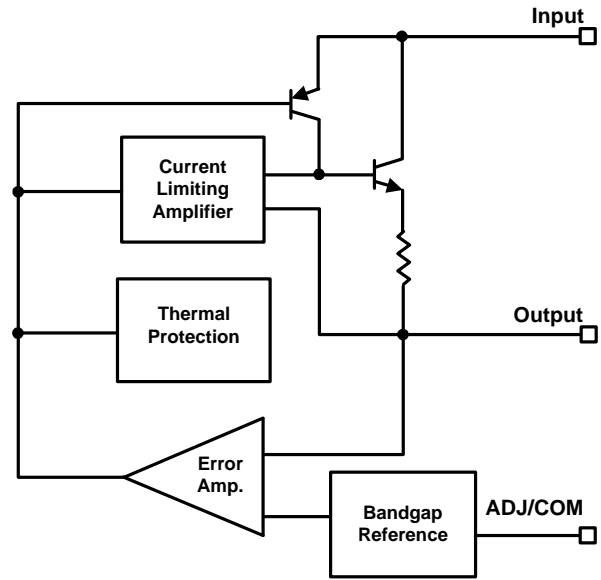 Input
Current
Limiting
Amplifier
Output
Thermal
Protection
Error
Amp.
ADJ/COM
Bandgap
Reference